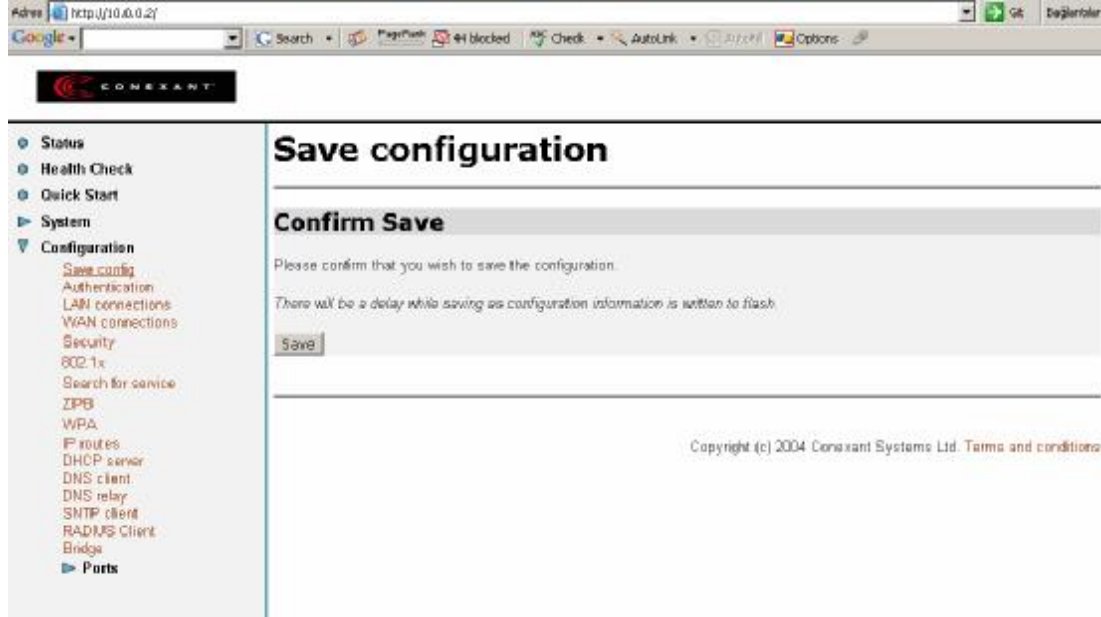 Adres http://10.0.0.2/ Git Bağlantılar
Google Search PageRank 44 blocked Check AutoLink AutoFill Options
CONEXANT
Status
Health Check
Quick Start
System
Configuration
Save config
Authentication
LAN connections
WAN connections
Security
802.1x
Search for service
ZIPB
WPA
IP routes
DHCP server
DNS client
DNS relay
SNTP client
RADIUS Client
Bridge
Ports
Save configuration
Confirm Save
Please confirm that you wish to save the configuration.
There will be a delay while saving as configuration information is written to flash
Save
Copyright (c) 2004 Conexant Systems Ltd. Terms and conditions